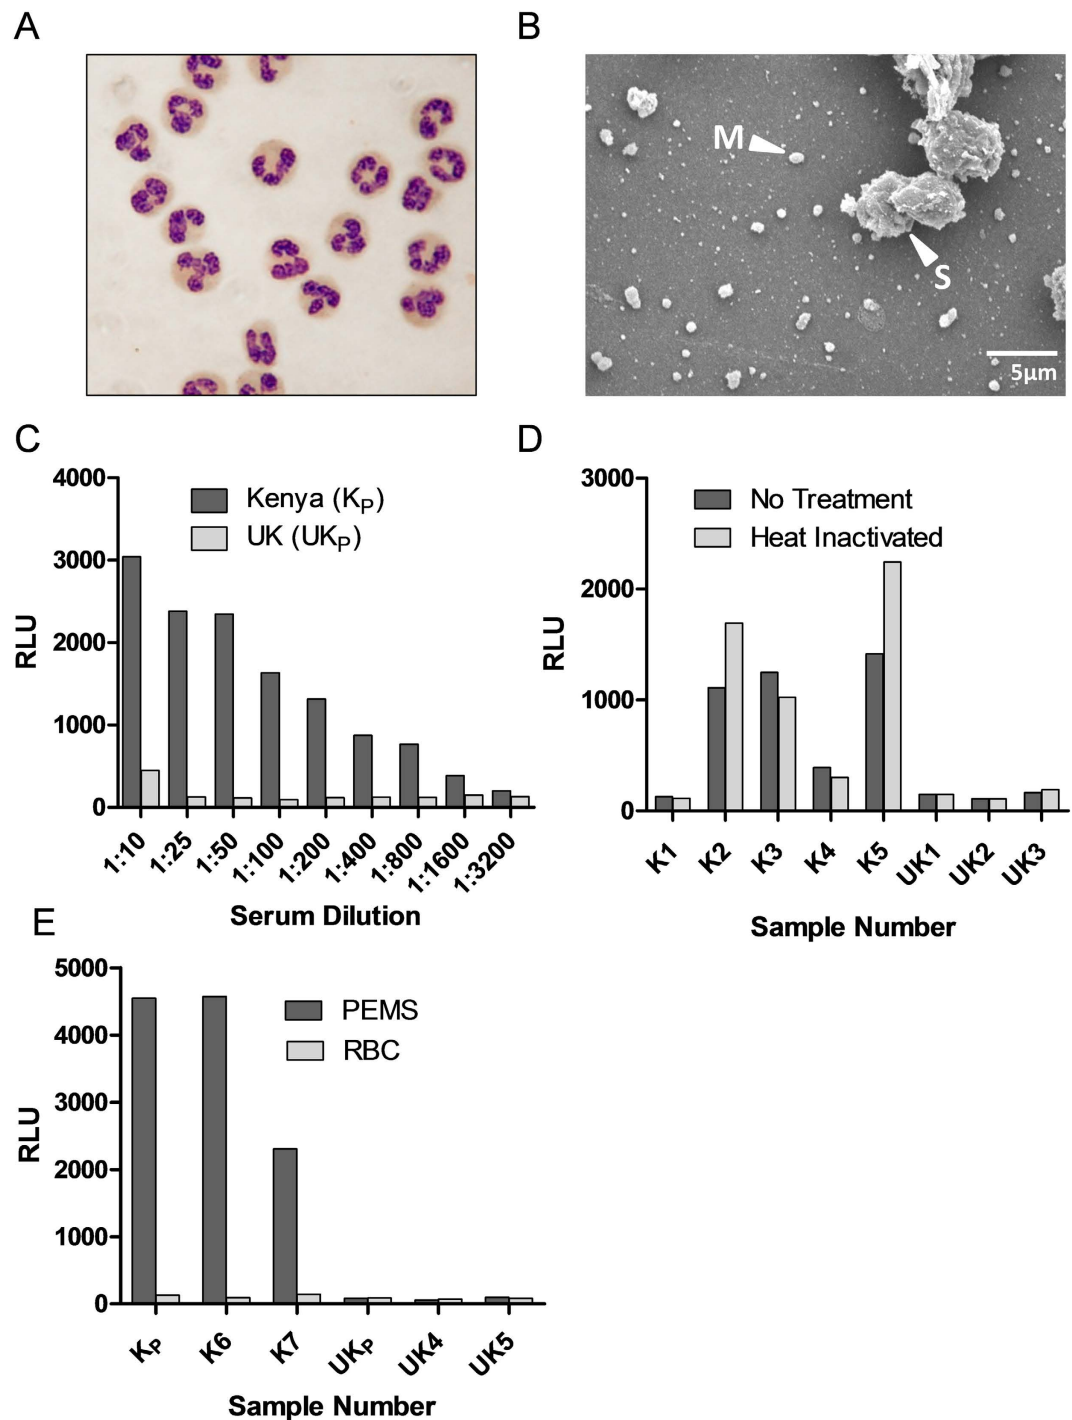 A
B
M
S
5μm
C
4000
3000
2000
1000
0
RLU
Kenya (KP)
UK (UKP)
1:10
1:25
1:50
1:100
1:200
1:400
1:800
1:1600
1:3200
Serum Dilution
D
3000
2000
1000
0
RLU
No Treatment
Heat Inactivated
K1
K2
K3
K4
K5
UK1
UK2
UK3
Sample Number
E
5000
4000
3000
2000
1000
0
RLU
PEMS
RBC
KP
K6
K7
UKP
UK4
UK5
Sample Number